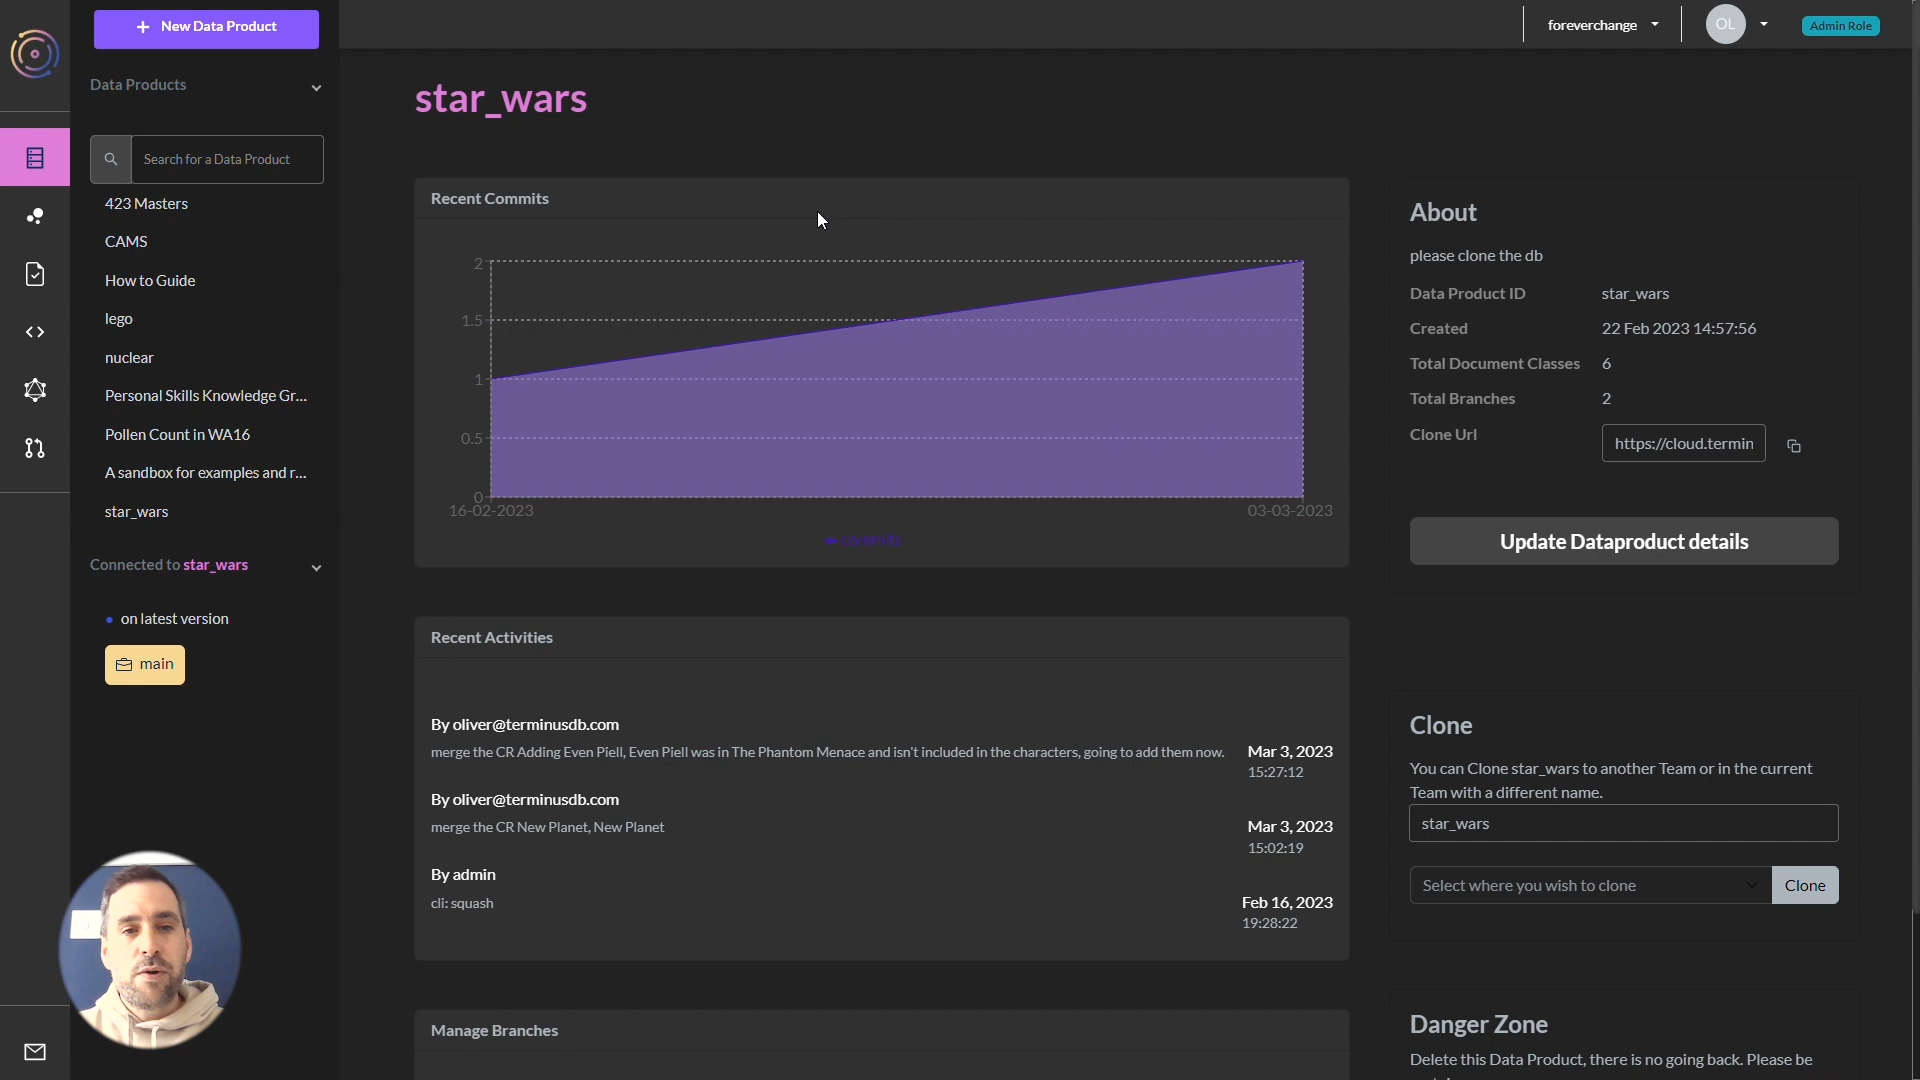 New Data Product
foreverchange
OL
Admin Role
Data Products
Search for a Data Product
423 Masters
CAMS
How to Guide
lego
nuclear
Personal Skills Knowledge Gr...
Pollen Count in WA16
A sandbox for examples and r...
star_wars
Connected to star_wars
on latest version
main
star_wars
Recent Commits
2
1.5
1
0.5
0
16-02-2023
03-03-2023
Recent Activities
By oliver@terminusdb.com
merge the CR Adding Even Piell, Even Piell was in The Phantom Menace and isn't included in the characters, going to add them now.
Mar 3, 2023
15:27:12
By oliver@terminusdb.com
merge the CR New Planet, New Planet
Mar 3, 2023
15:02:19
By admin
cli: squash
Feb 16, 2023
19:28:22
Manage Branches
About
please clone the db
Data Product ID star_wars
Created 22 Feb 2023 14:57:56
Total Document Classes 6
Total Branches 2
Clone Url https://cloud.termin
Update Dataproduct details
Clone
You can Clone star_wars to another Team or in the current
Team with a different name.
star_wars
Select where you wish to clone
Clone
Danger Zone
Delete this Data Product, there is no going back. Please be